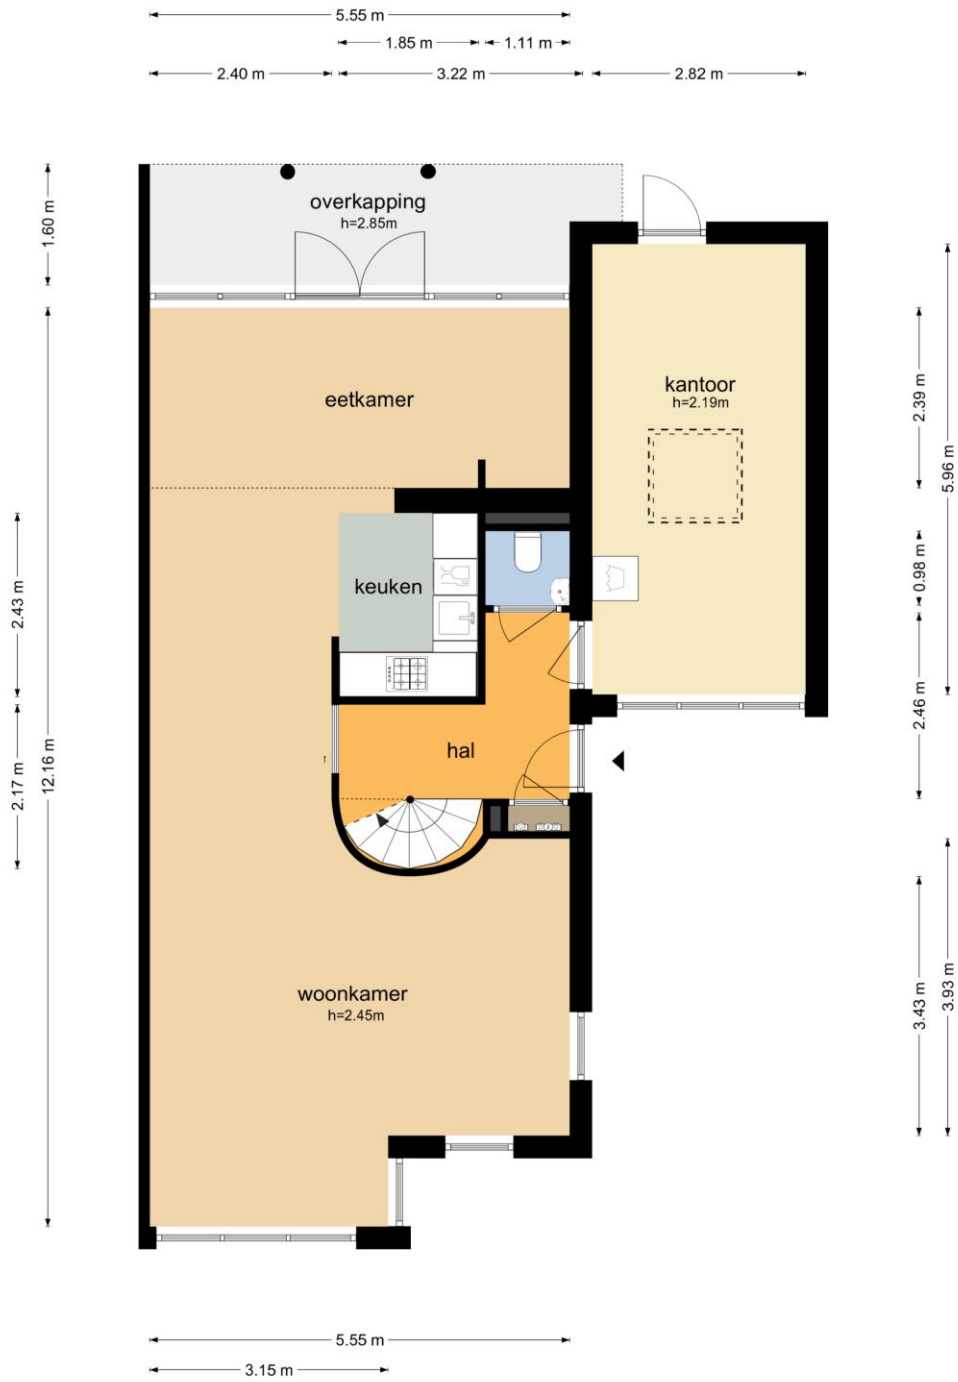 5.55 m
1.85 m
1.11 m
2.40 m
3.22 m
2.82 m
1.60 m
overkapping
h=2.85m
eetkamer
kantoor
h=2.19m
2.39 m
5.96 m
keuken
2.43 m
0.98 m
2.46 m
hal
2.17 m
12.16 m
woonkamer
h=2.45m
3.43 m
3.93 m
5.55 m
3.15 m